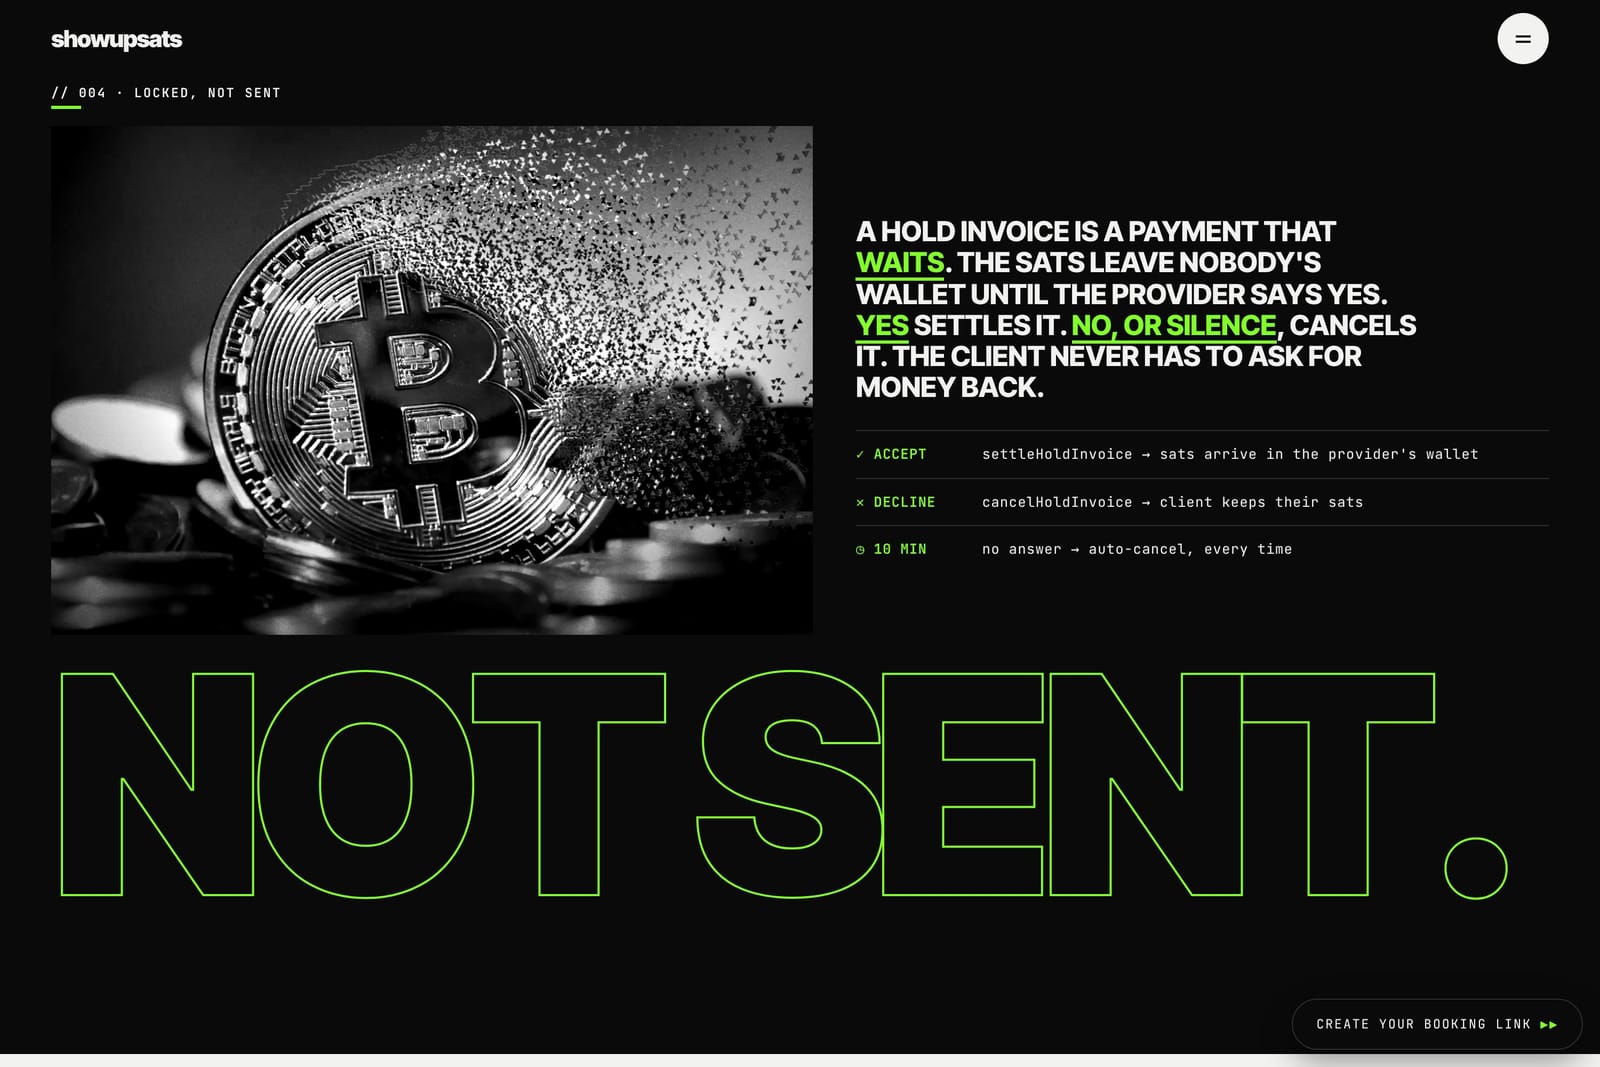 showupsats
// 004 · LOCKED, NOT SENT
A HOLD INVOICE IS A PAYMENT THAT
WAITS. THE SATS LEAVE NOBODY'S
WALLET UNTIL THE PROVIDER SAYS YES.
YES SETTLES IT. NO, OR SILENCE, CANCELS
IT. THE CLIENT NEVER HAS TO ASK FOR
MONEY BACK.
✓ ACCEPT settleHoldInvoice → sats arrive in the provider's wallet
✕ DECLINE cancelHoldInvoice → client keeps their sats
◷ 10 MIN no answer → auto-cancel, every time
NOT SENT.
CREATE YOUR BOOKING LINK ▶▶